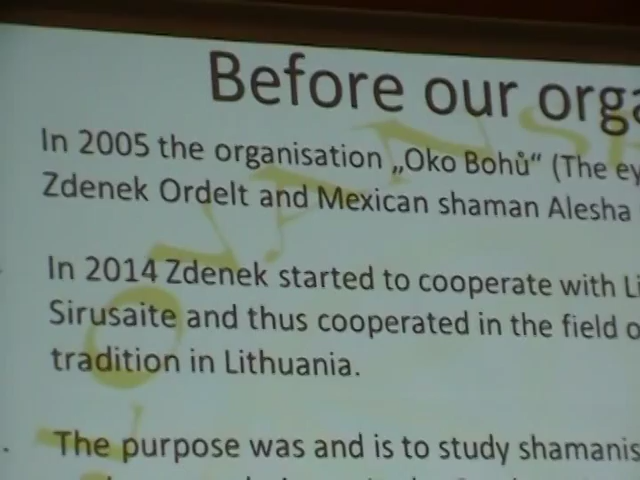 Before our orga
In 2005 the organisation „Oko Bohů“ (The ey
Zdenek Ordelt and Mexican shaman Alesha
In 2014 Zdenek started to cooperate with Li
Sirusaite and thus cooperated in the field o
tradition in Lithuania.
The purpose was and is to study shamanis